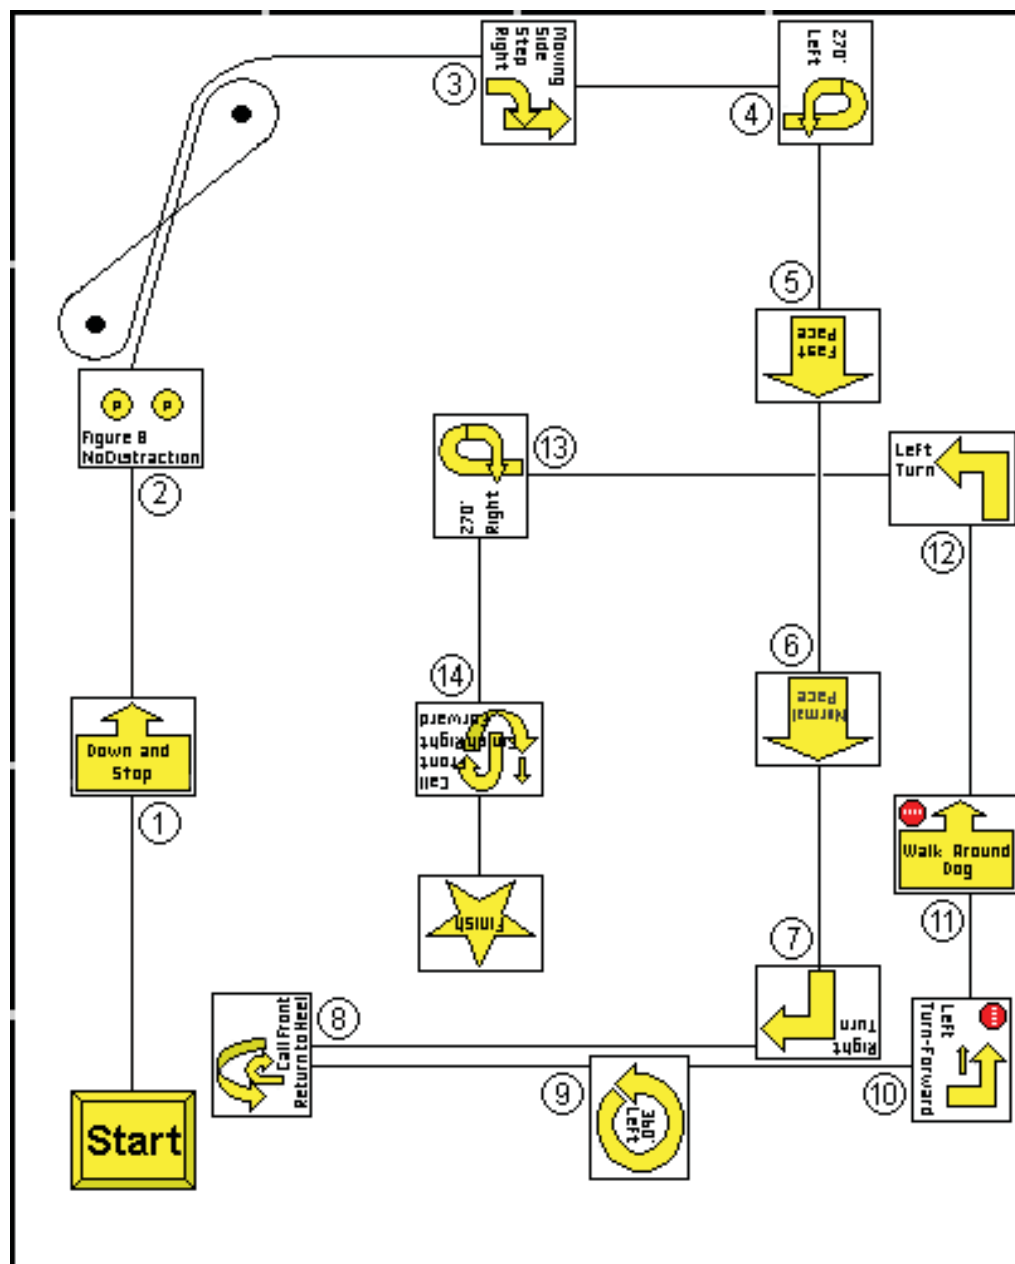 Start
1
Down and
Stop
2
P P
Figure 8
NoDistraction
3
Moving
Side
Step
Right
4
270°
Left
5
Fast
Pace
6
Normal
Pace
7
Right
Turn
8
Call Front
Return to Heel
9
360°
Left
10
Left
Turn-Forward
11
Walk Around
Dog
12
Left
Turn
13
270°
Right
14
Call
Front
Finish Right
Forward
Finish